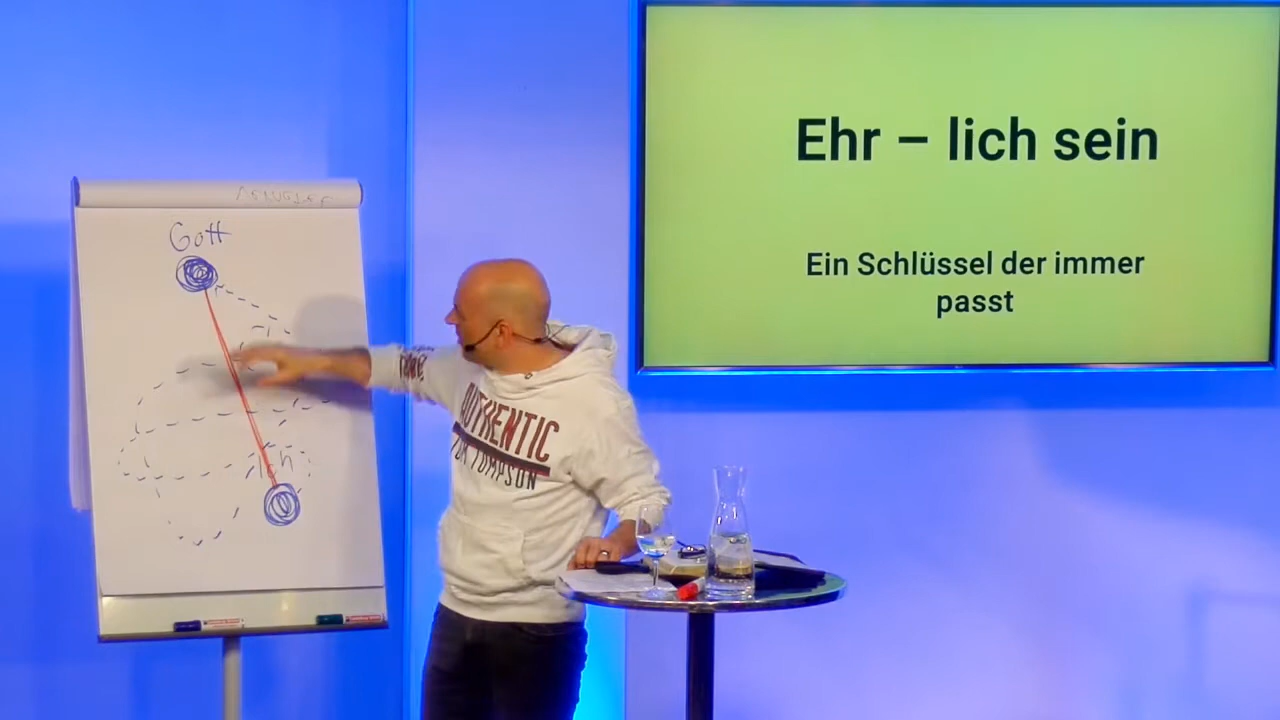 Gott
Ich
AUTHENTIC
TOM TOMPSON
Ehr – lich sein
Ein Schlüssel der immer
passt